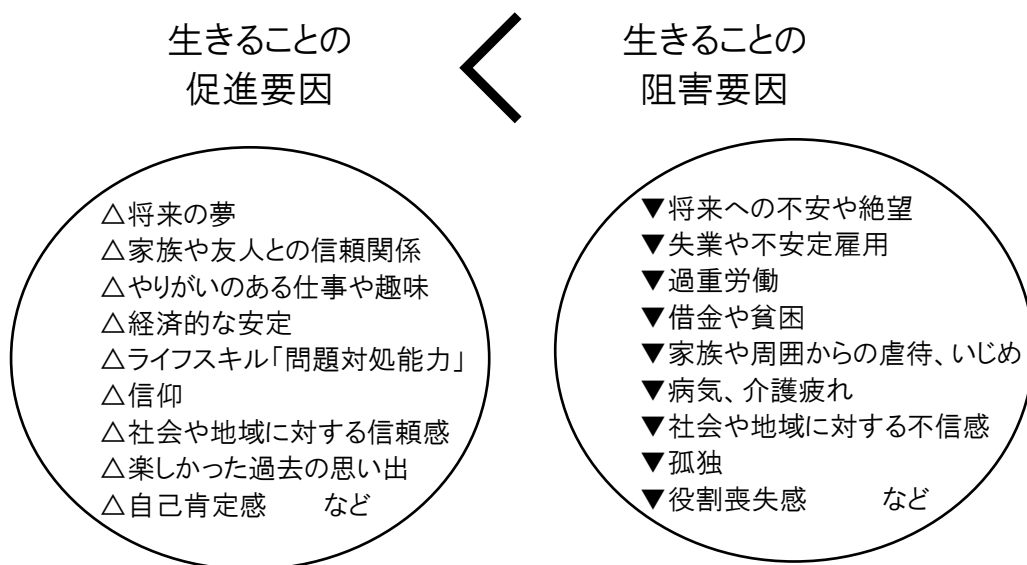 生きることの
促進要因
<
生きることの
阻害要因
△将来の夢
△家族や友人との信頼関係
△やりがいのある仕事や趣味
△経済的な安定
△ライフスキル「問題対処能力」
△信仰
△社会や地域に対する信頼感
△楽しかった過去の思い出
△自己肯定感　　など
▼将来への不安や絶望
▼失業や不安定雇用
▼過重労働
▼借金や貧困
▼家族や周囲からの虐待、いじめ
▼病気、介護疲れ
▼社会や地域に対する不信感
▼孤独
▼役割喪失感　　など